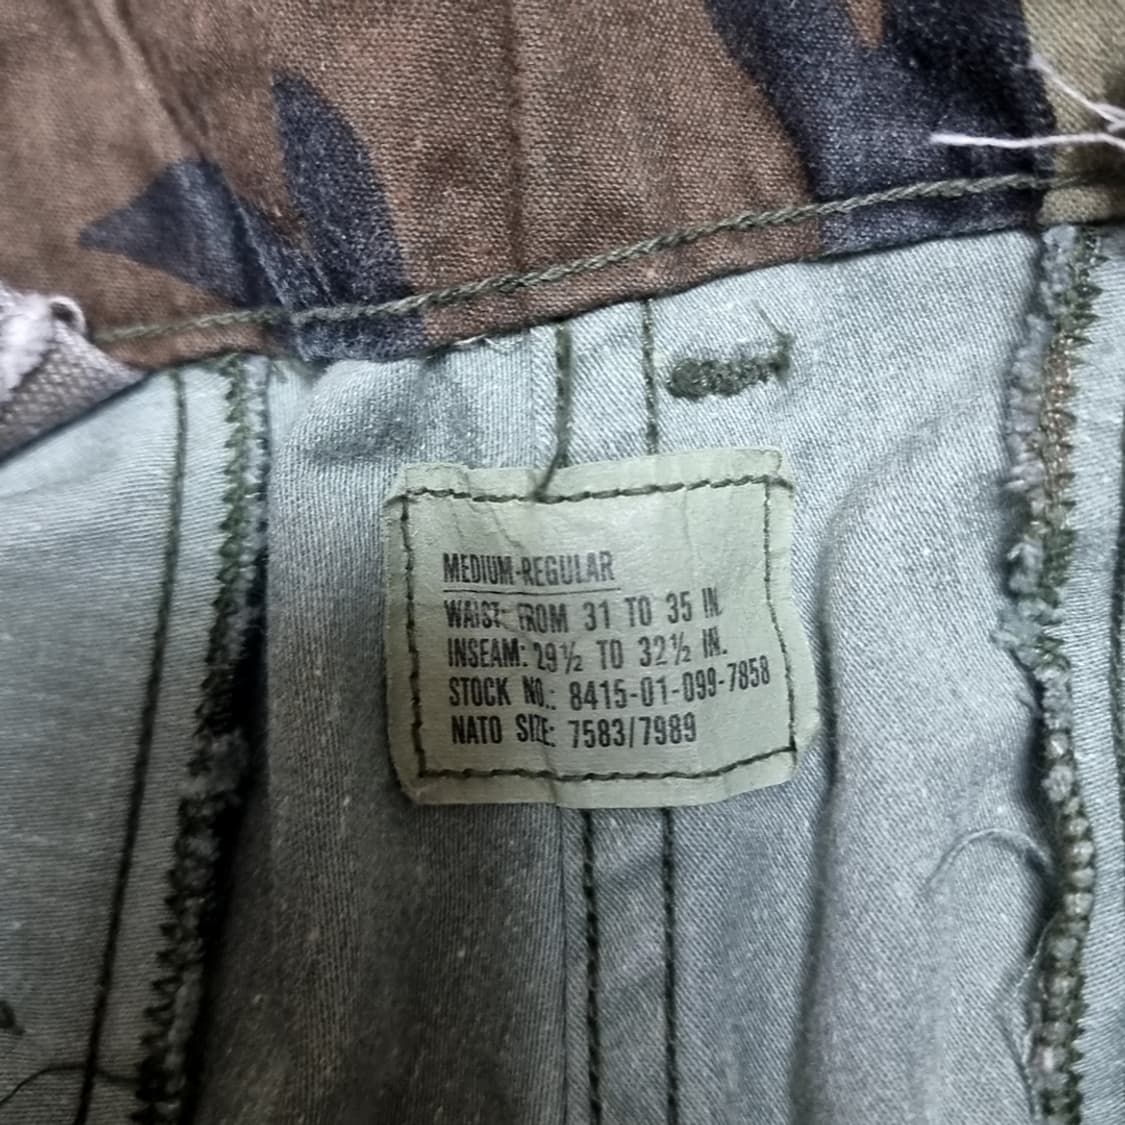 MEDIUM-REGULAR
WAIST: FROM 31 TO 35 IN.
INSEAM: 29½ TO 32½ IN.
STOCK NO.: 8415-01-099-7858
NATO SIZE: 7583/7989